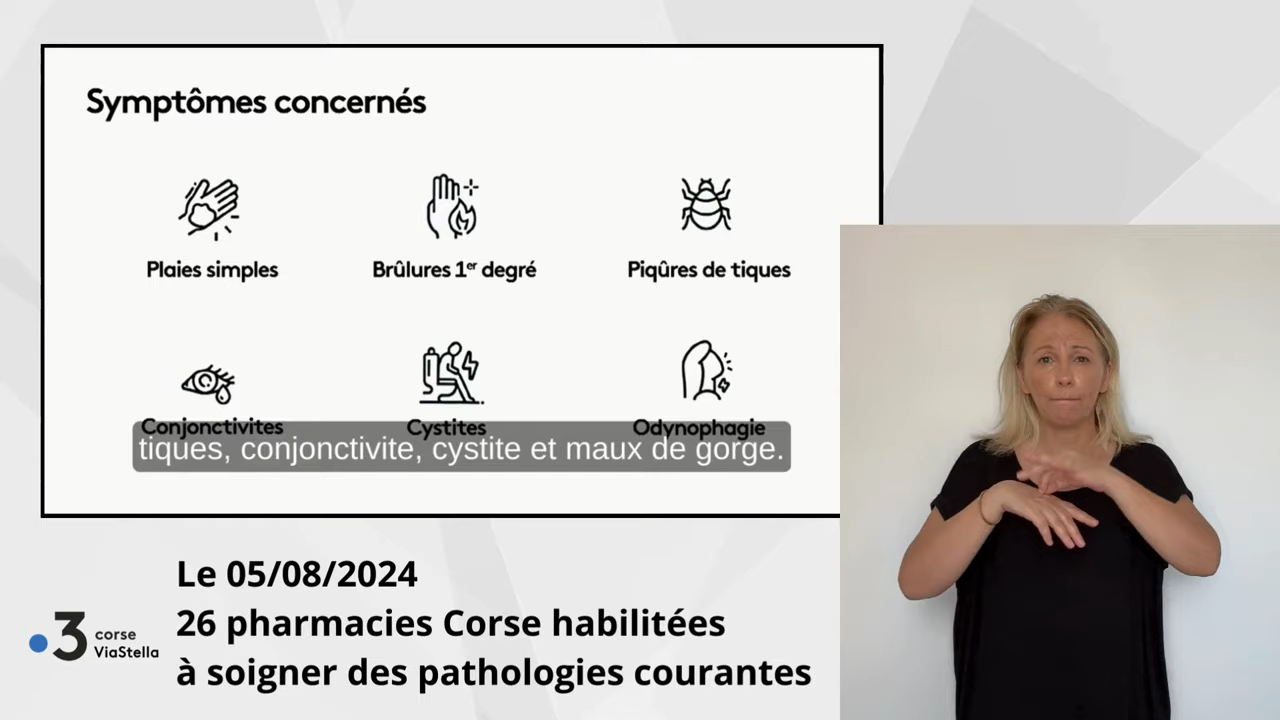 Symptômes concernés
Plaies simples
Brûlures 1er degré
Piqûres de tiques
Conjonctivites
Cystites
Odynophagie
tiques, conjonctivite, cystite et maux de gorge.
Le 05/08/2024
26 pharmacies Corse habilitées
à soigner des pathologies courantes
3 corse
ViaStella